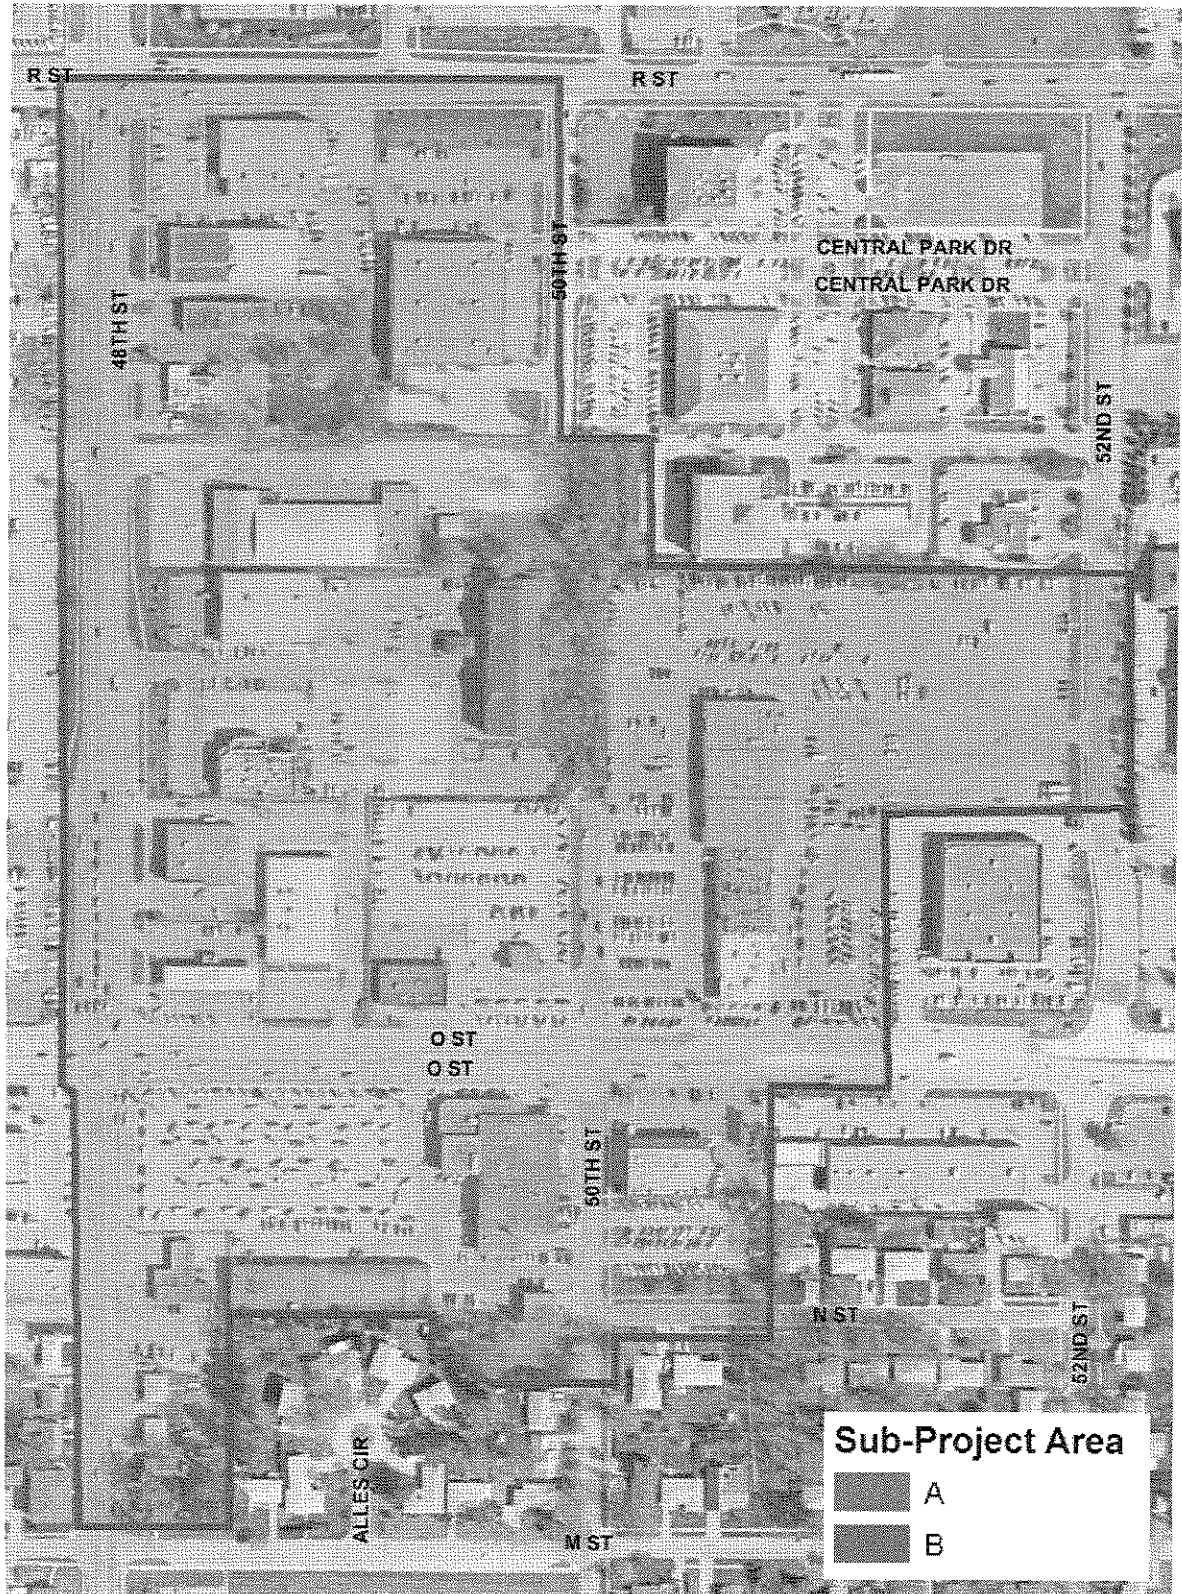 R ST
R ST
50TH ST
CENTRAL PARK DR
CENTRAL PARK DR
48TH ST
52ND ST
O ST
O ST
50TH ST
N ST
52ND ST
ALLES CIR
M ST
Sub-Project Area
A
B